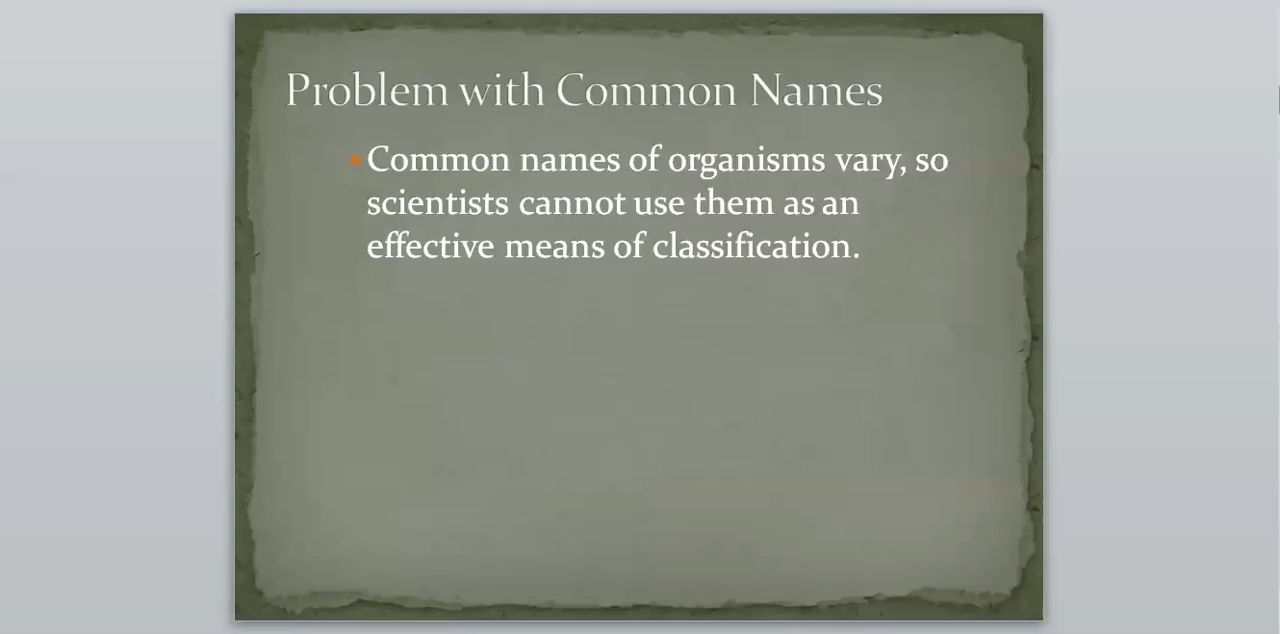 Problem with Common Names
Common names of organisms vary, so
scientists cannot use them as an
effective means of classification.